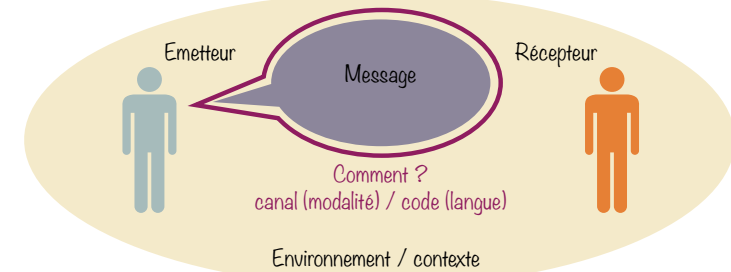 Emetteur
Message
Récepteur
Comment ?
canal (modalité) / code (langue)
Environnement / contexte